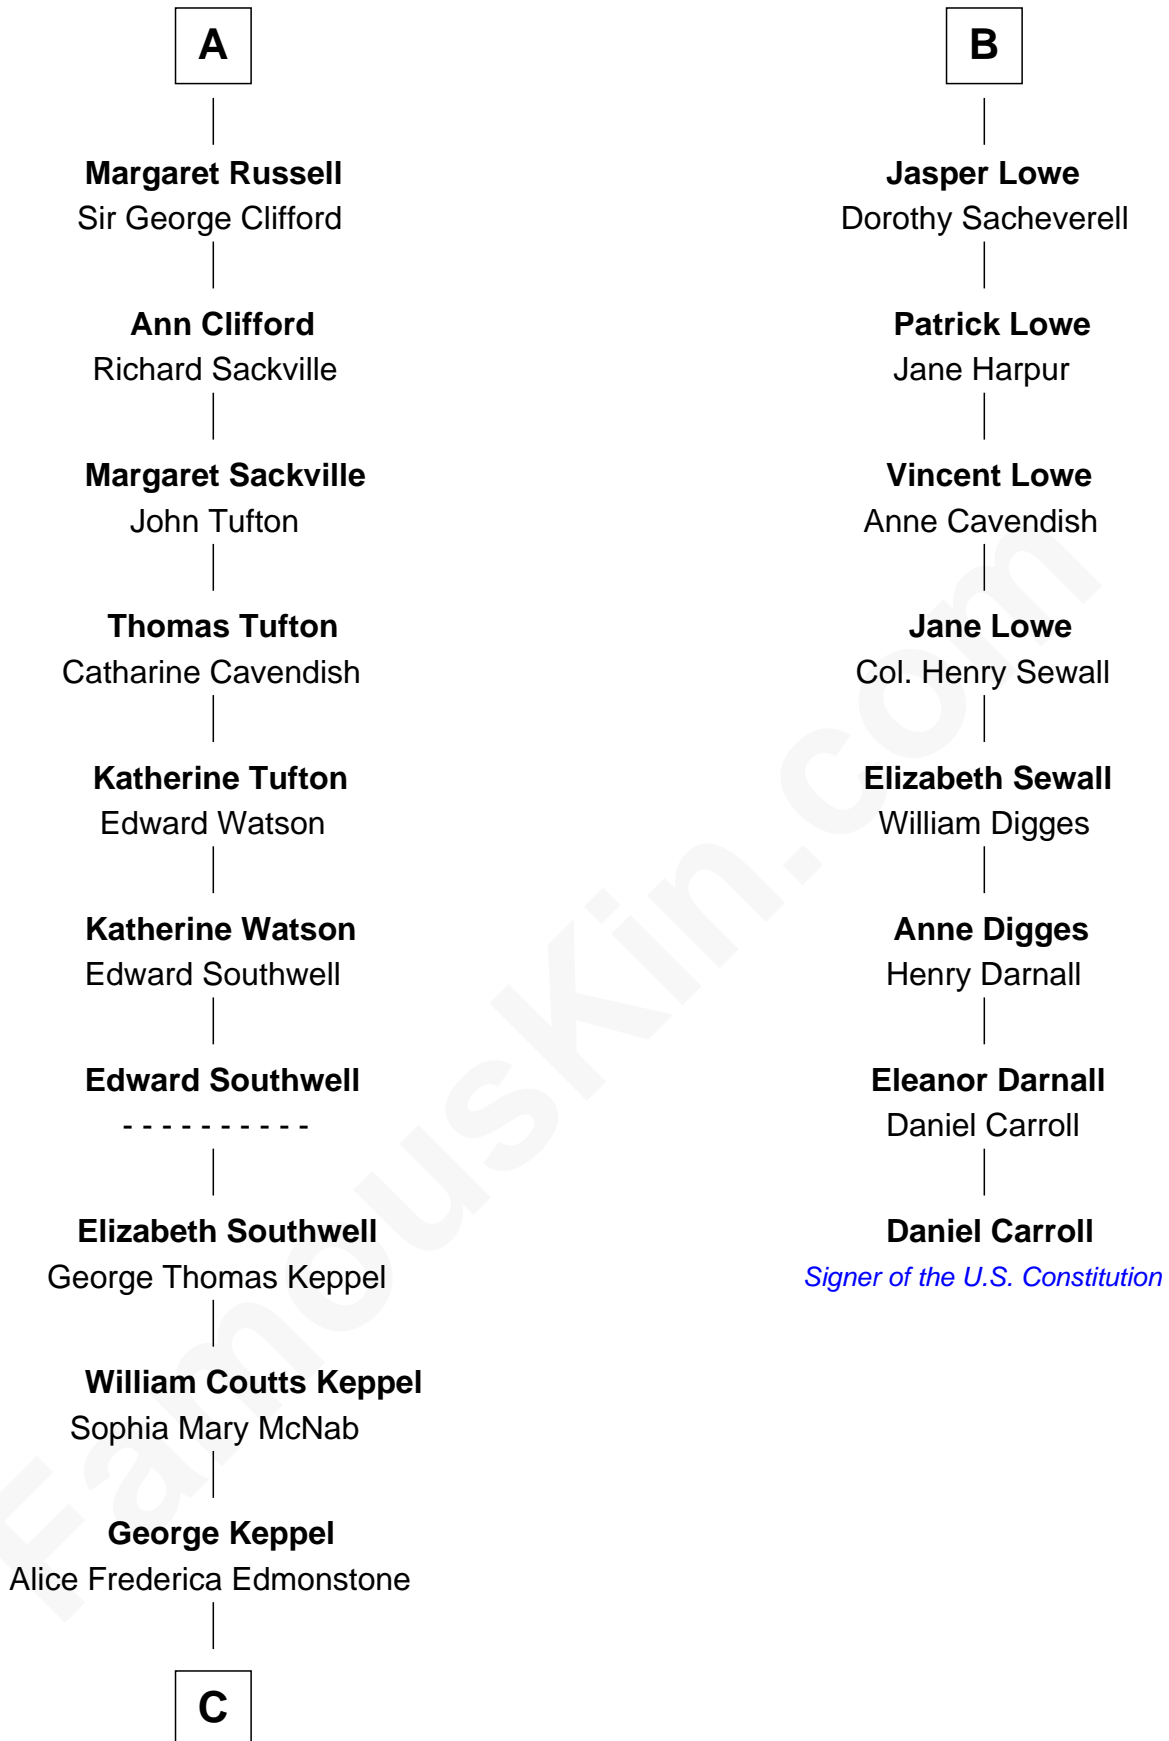 A
Margaret Russell
Sir George Clifford
Ann Clifford
Richard Sackville
Margaret Sackville
John Tufton
Thomas Tufton
Catharine Cavendish
Katherine Tufton
Edward Watson
Katherine Watson
Edward Southwell
Edward Southwell
- - - - - - - - - -
Elizabeth Southwell
George Thomas Keppel
William Coutts Keppel
Sophia Mary McNab
George Keppel
Alice Frederica Edmonstone
C
B
Jasper Lowe
Dorothy Sacheverell
Patrick Lowe
Jane Harpur
Vincent Lowe
Anne Cavendish
Jane Lowe
Col. Henry Sewall
Elizabeth Sewall
William Digges
Anne Digges
Henry Darnall
Eleanor Darnall
Daniel Carroll
Daniel Carroll
Signer of the U.S. Constitution
FamousKin.com